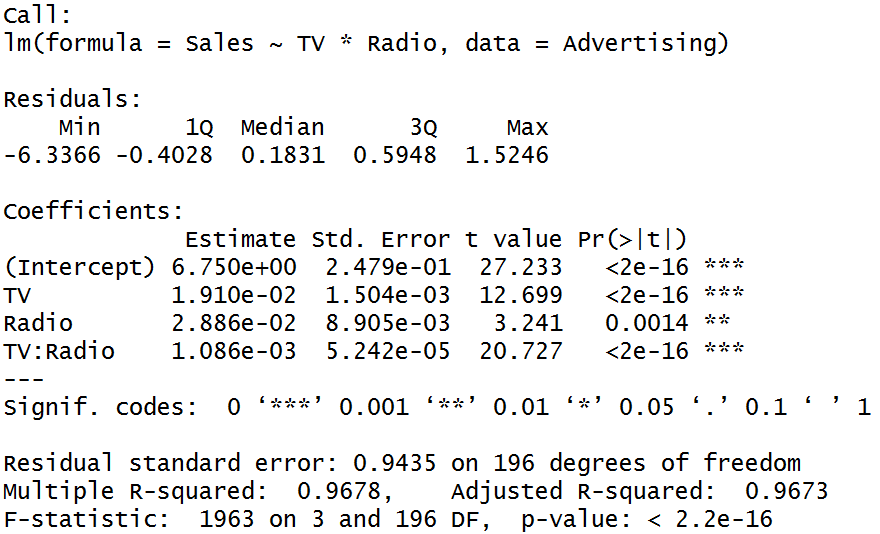 Call:
lm(formula = Sales ~ TV * Radio, data = Advertising)

Residuals:
    Min      1Q  Median      3Q     Max
-6.3366 -0.4028  0.1831  0.5948  1.5246

Coefficients:
             Estimate Std. Error t value Pr(>|t|)
(Intercept) 6.750e+00  2.479e-01  27.233   <2e-16 ***
TV          1.910e-02  1.504e-03  12.699   <2e-16 ***
Radio       2.886e-02  8.905e-03   3.241   0.0014 **
TV:Radio    1.086e-03  5.242e-05  20.727   <2e-16 ***
---
Signif. codes:  0 ‘***’ 0.001 ‘**’ 0.01 ‘*’ 0.05 ‘.’ 0.1 ‘ ’ 1

Residual standard error: 0.9435 on 196 degrees of freedom
Multiple R-squared:  0.9678,    Adjusted R-squared:  0.9673
F-statistic:  1963 on 3 and 196 DF,  p-value: < 2.2e-16